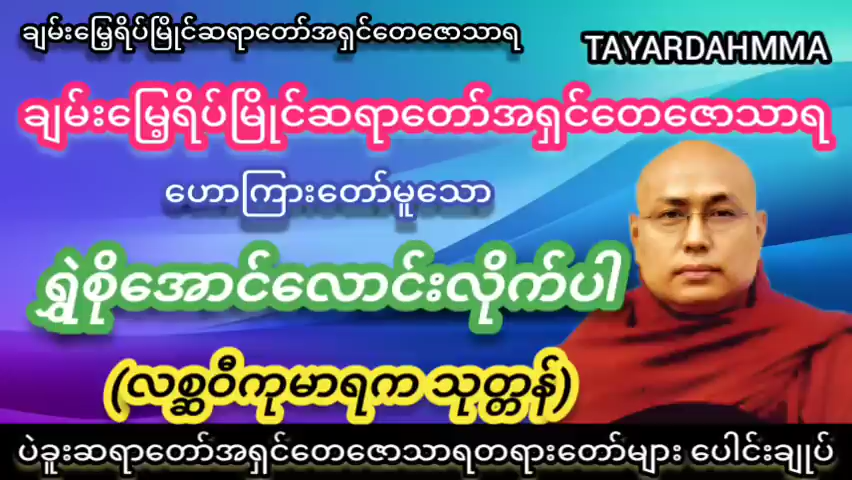 ချမ်းမြေ့ရိပ်မြိုင်ဆရာတော်အရှင်တေဇောသာရ
TAYARDAHMMA
ချမ်းမြေ့ရိပ်မြိုင်ဆရာတော်အရှင်တေဇောသာရ
ဟောကြားတော်မူသော
ရွှဲစိုအောင်လောင်းလိုက်ပါ
(လစ္ဆဝီကုမာရက သုတ္တန်)
ပဲခူးဆရာတော်အရှင်တေဇောသာရတရားတော်များ ပေါင်းချုပ်